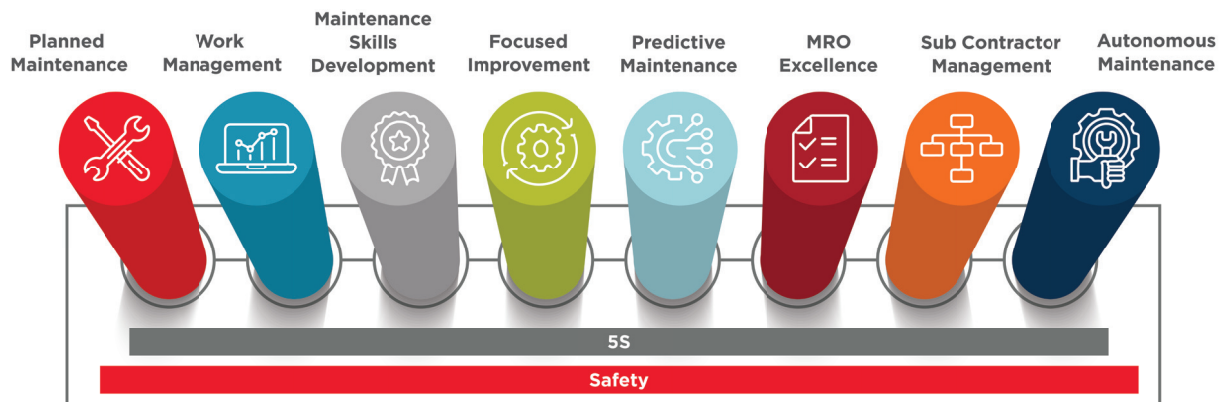 Planned
Maintenance
Work
Management
Maintenance
Skills
Development
Focused
Improvement
Predictive
Maintenance
MRO
Excellence
Sub Contractor
Management
Autonomous
Maintenance
5S
Safety